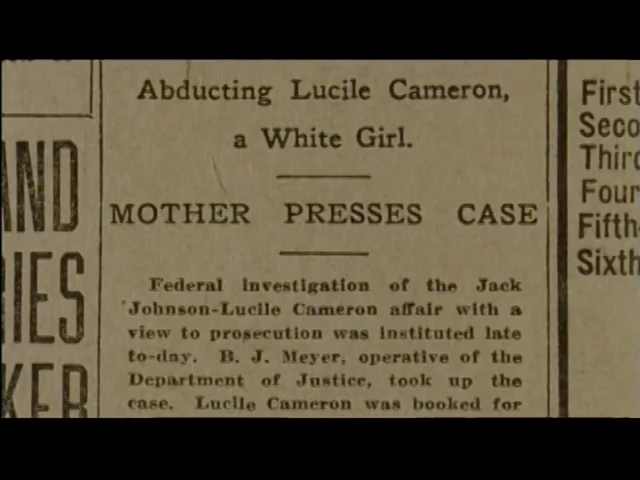 Abducting Lucile Cameron,
a White Girl.
MOTHER PRESSES CASE
Federal investigation of the Jack
Johnson-Lucile Cameron affair with a
view to prosecution was instituted late
to-day. B. J. Meyer, operative of the
Department of Justice, took up the
case. Lucile Cameron was booked for
AND
RIES
KER
First
Seco
Third
Four
Fifth-
Sixth